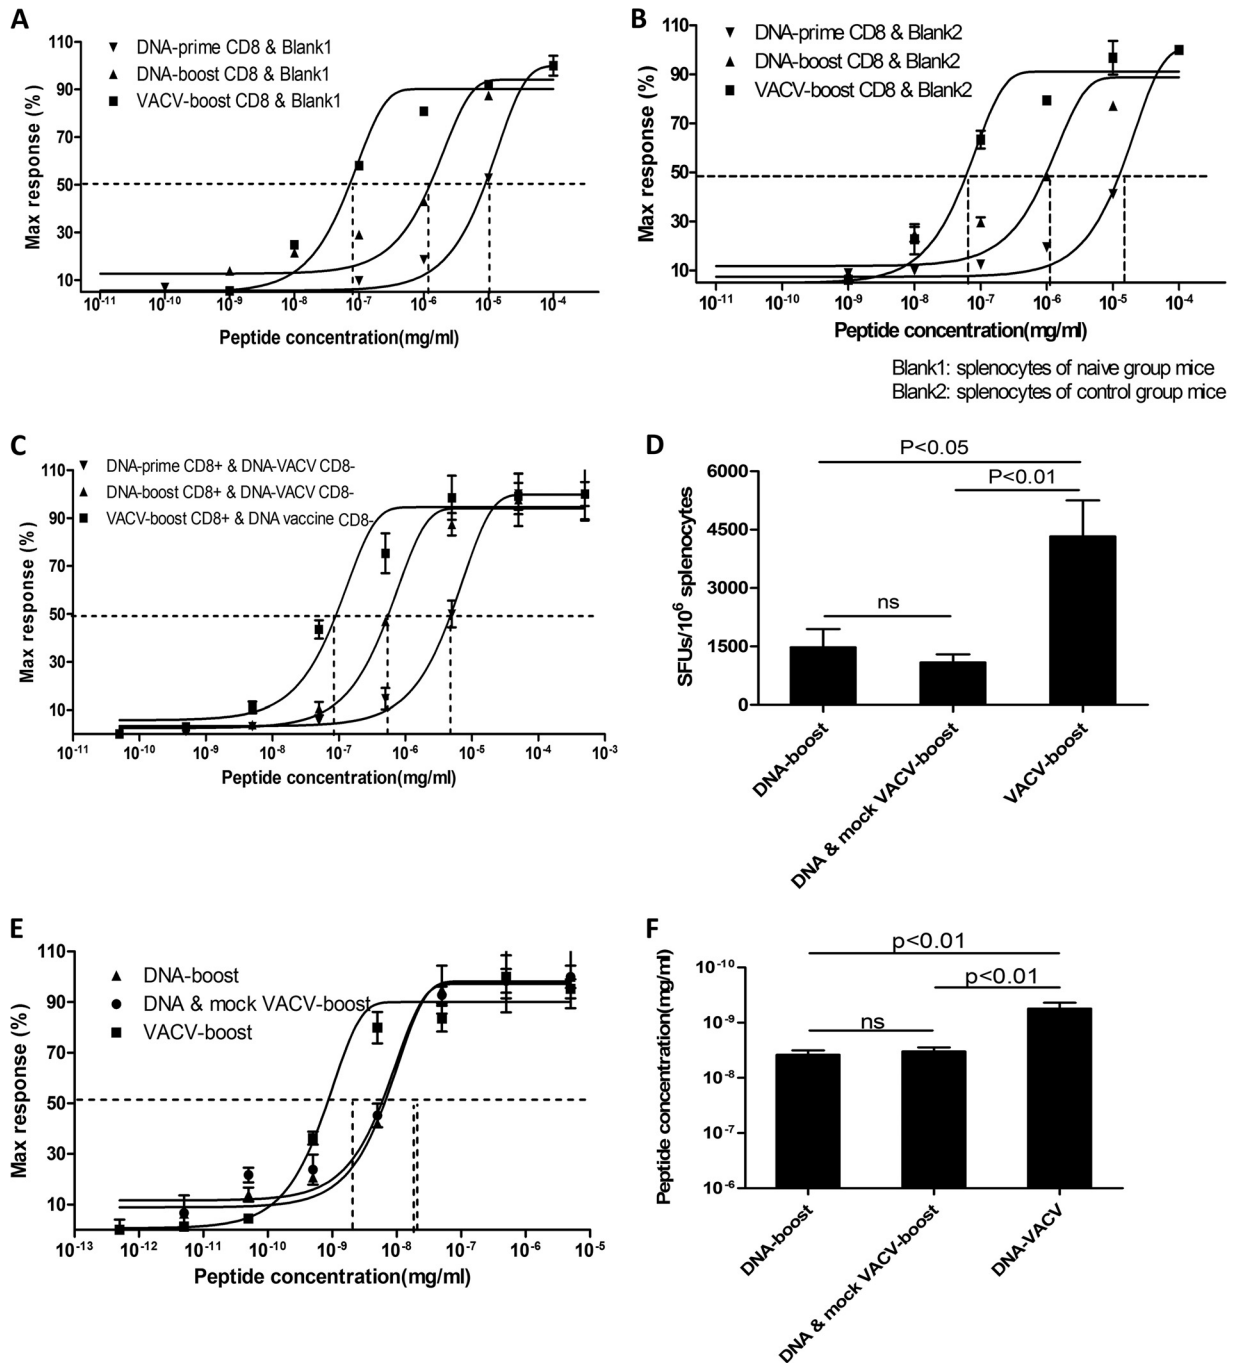 A
DNA-prime CD8 & Blank1
DNA-boost CD8 & Blank1
VACV-boost CD8 & Blank1
Max response (%)
110
90
70
50
30
10
10-11 10-10 10-9 10-8 10-7 10-6 10-5 10-4
Peptide concentration(mg/ml)
B
DNA-prime CD8 & Blank2
DNA-boost CD8 & Blank2
VACV-boost CD8 & Blank2
Max response (%)
110
90
70
50
30
10
10-11 10-10 10-9 10-8 10-7 10-6 10-5 10-4
Peptide concentration(mg/ml)
Blank1: splenocytes of naive group mice
Blank2: splenocytes of control group mice
C
DNA-prime CD8+ & DNA-VACV CD8-
DNA-boost CD8+ & DNA-VACV CD8-
VACV-boost CD8+ & DNA vaccine CD8-
Max response (%)
110
90
70
50
30
10
10-11 10-10 10-9 10-8 10-7 10-6 10-5 10-4 10-3
Peptide concentration(mg/ml)
D
P<0.05
P<0.01
ns
SFUs/106 splenocytes
6000
4500
3000
1500
0
DNA-boost
DNA & mock VACV-boost
VACV-boost
E
DNA-boost
DNA & mock VACV-boost
VACV-boost
Max response (%)
110
90
70
50
30
10
10-13 10-12 10-11 10-10 10-9 10-8 10-7 10-6 10-5
Peptide concentration(mg/ml)
F
p<0.01
p<0.01
ns
Peptide concentration(mg/ml)
10-10
10-9
10-8
10-7
10-6
DNA-boost
DNA & mock VACV-boost
DNA-VACV